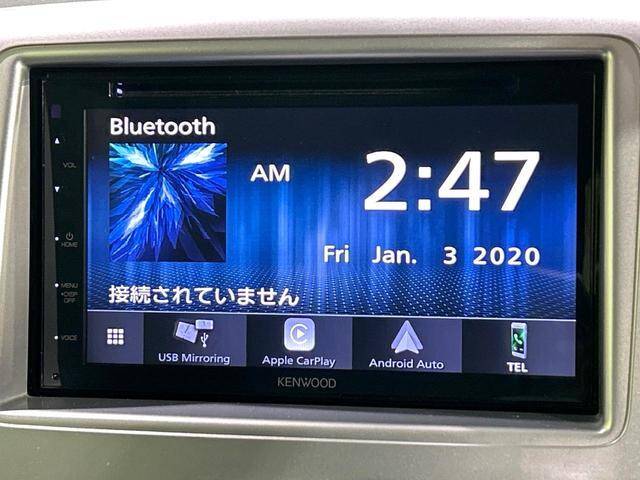 Bluetooth
AM 2:47
Fri Jan. 3 2020
接続されていません
VOL
HOME
MENU
•DISP
OFF
VOICE
USB Mirroring
Apple CarPlay
Android Auto
TEL
KENWOOD